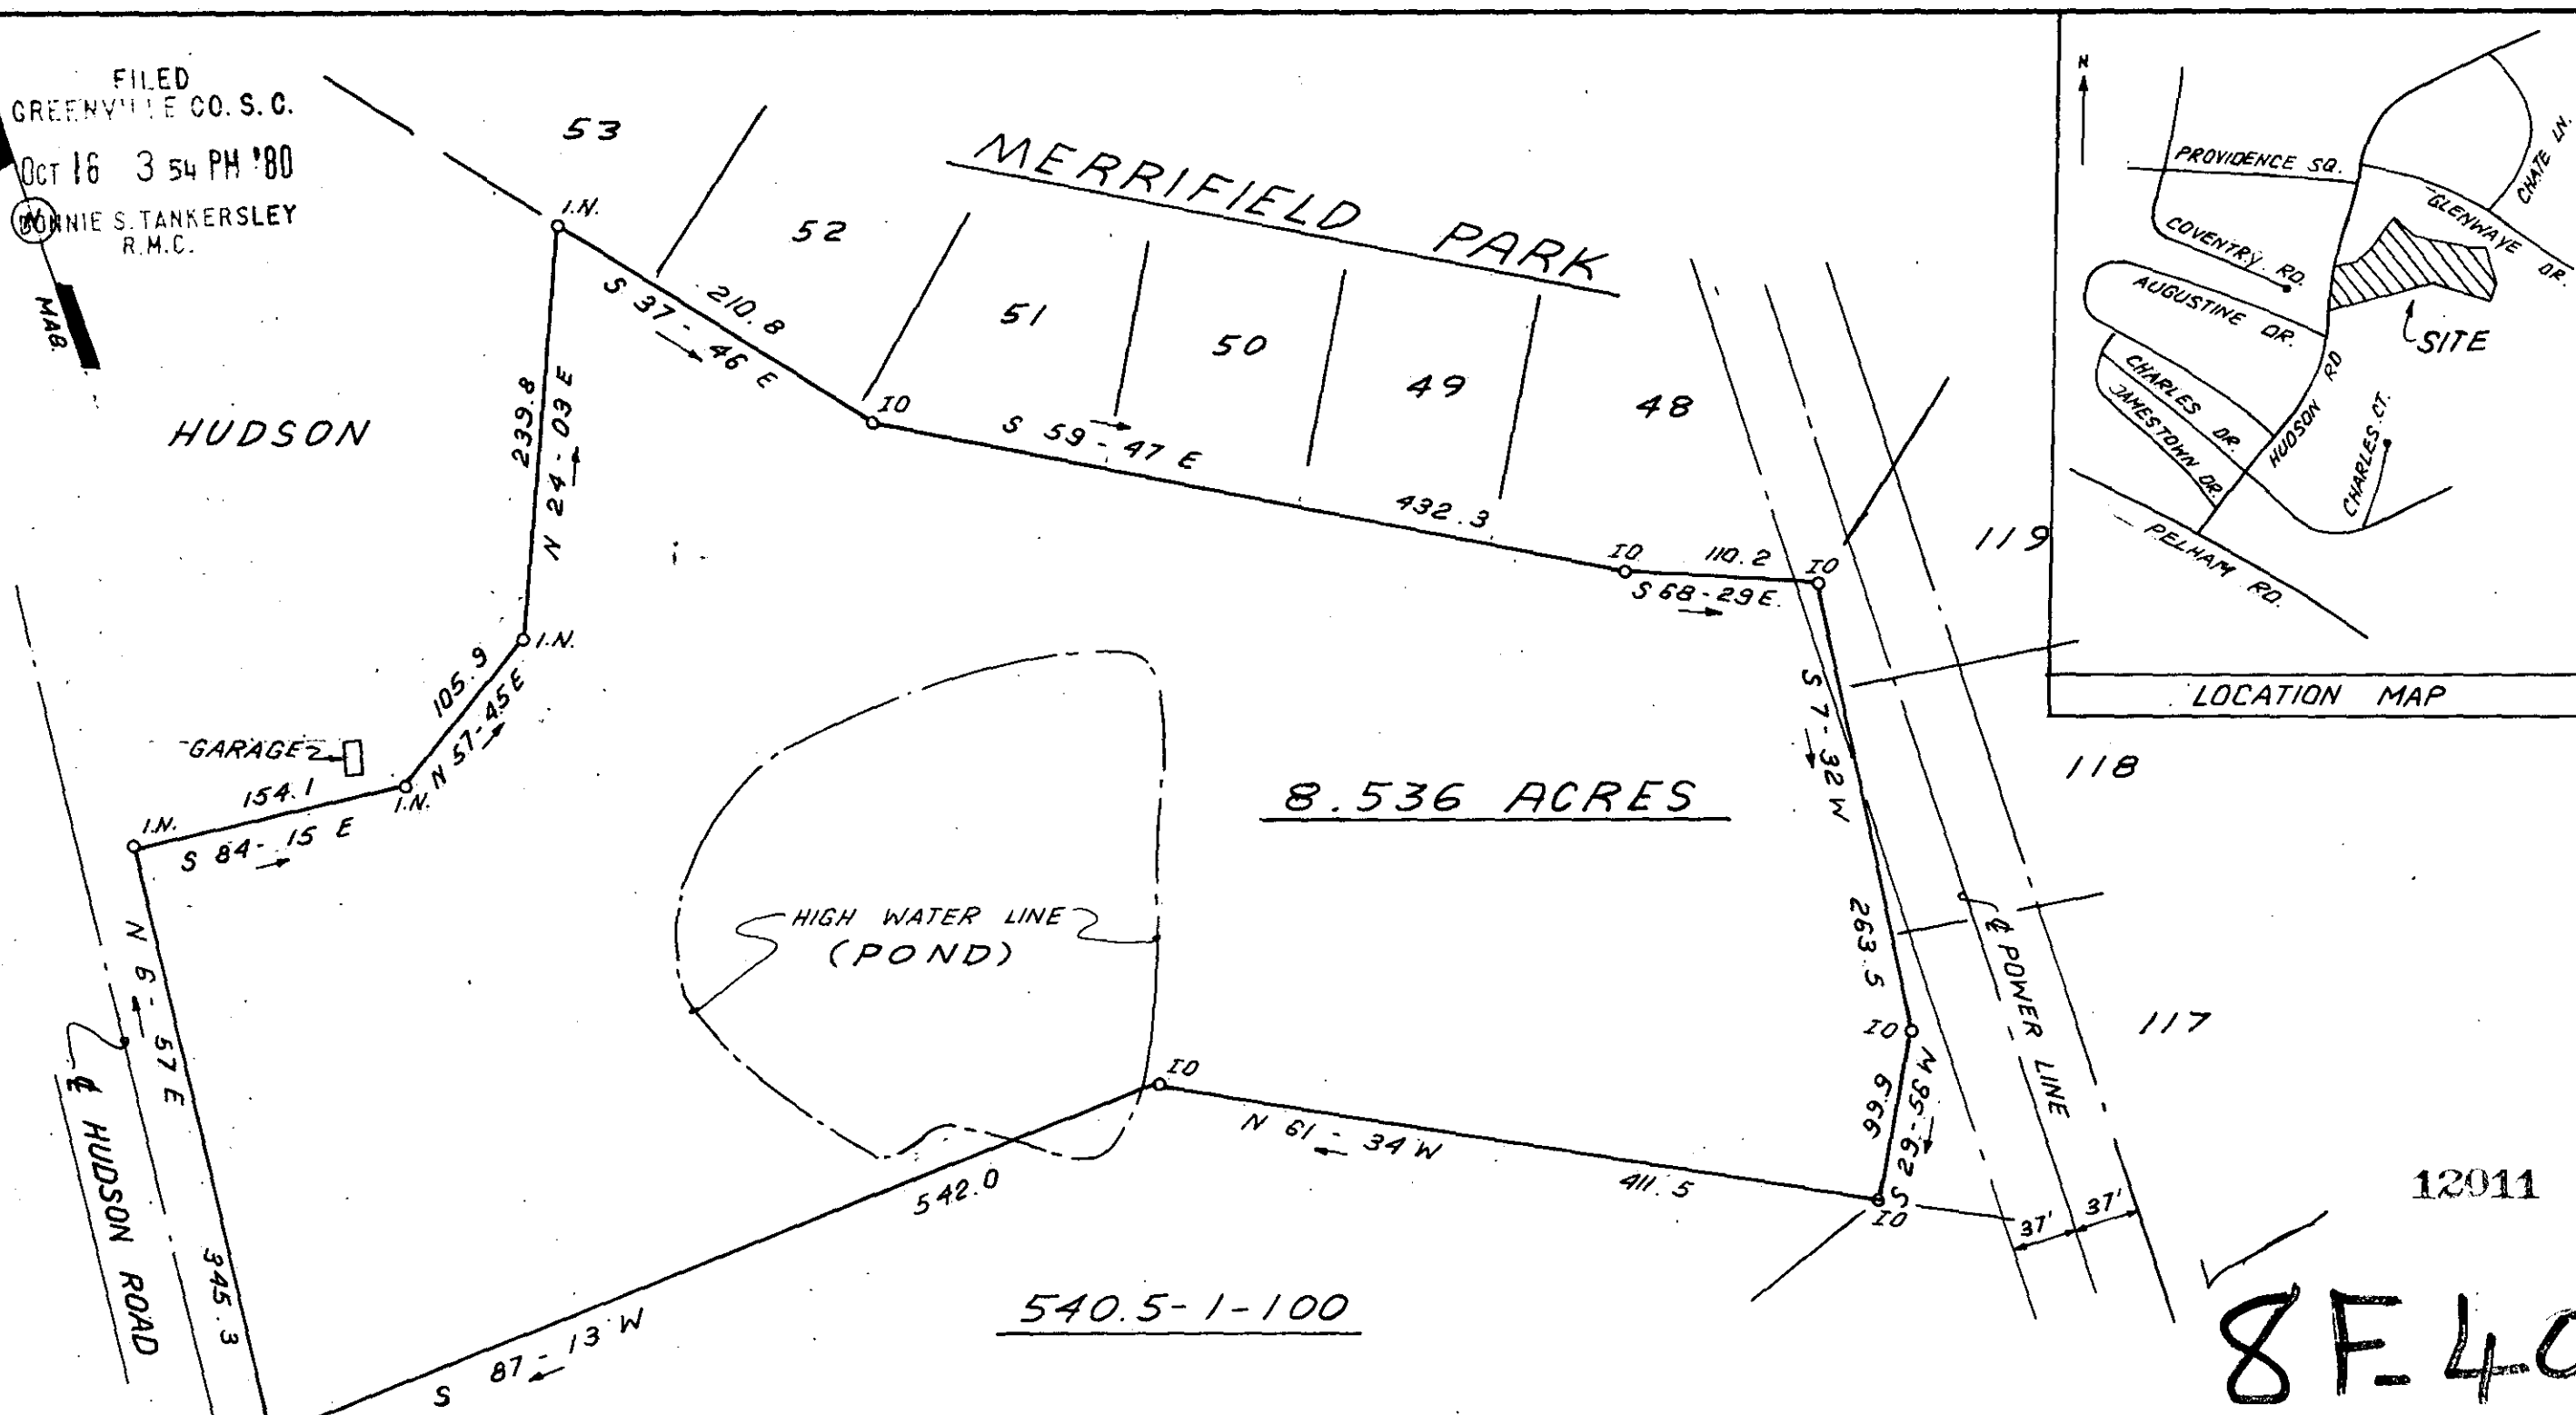 FILED
GREENVILLE CO. S. C.
OCT 16 3 54 PM '80
DONNIE S. TANKERSLEY
R.M.C.
N
MAG.
HUDSON
53
52
51
50
49
48
MERRIFIELD PARK
I.N.
S 37-46 E
210.8
IO
S 59-47 E
432.3
IO
110.2
S 68-29 E.
IO
119
118
117
239.8
N 24-03 E
I.N.
105.9
N 57-45 E
GARAGE
154.1
I.N.
S 84-15 E
I.N.
N 6-57 E
345.3
℄ HUDSON ROAD
HIGH WATER LINE
(POND)
8.536 ACRES
S 7-32 W
263.5
IO
S 29-56 W
99.9
IO
℄ POWER LINE
37'
37'
IO
N 61-34 W
411.5
542.0
S 87-13 W
540.5-1-100
12011
8F-40
N
PROVIDENCE SQ.
COVENTRY RD.
AUGUSTINE DR.
CHARLES DR.
JAMESTOWN DR.
HUDSON RD
CHARLES CT.
PELHAM RD.
GLENWAYE DR.
CHATE LN.
SITE
LOCATION MAP